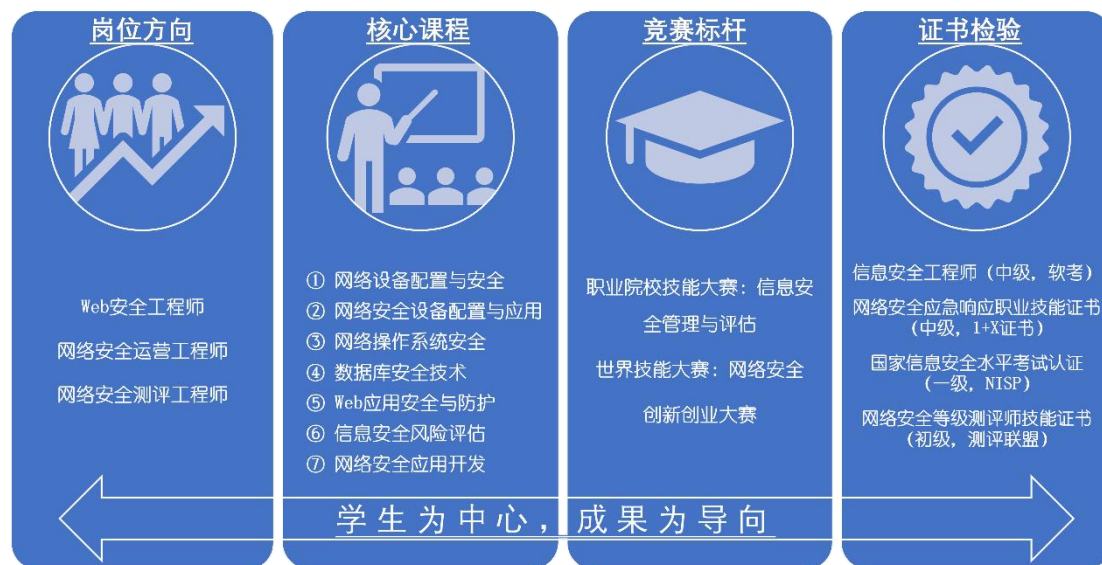 岗位方向
Web安全工程师
网络安全运营工程师
网络安全测评工程师
核心课程
① 网络设备配置与安全
② 网络安全设备配置与应用
③ 网络操作系统安全
④ 数据库安全技术
⑤ Web应用安全与防护
⑥ 信息安全风险评估
⑦ 网络安全应用开发
竞赛标杆
职业院校技能大赛：信息安
全管理与评估
世界技能大赛：网络安全
创新创业大赛
证书检验
信息安全工程师（中级，软考）
网络安全应急响应职业技能证书
（中级，1+X证书）
国家信息安全水平考试认证
（一级，NISP）
网络安全等级测评师技能证书
（初级，测评联盟）
学生为中心，成果为导向